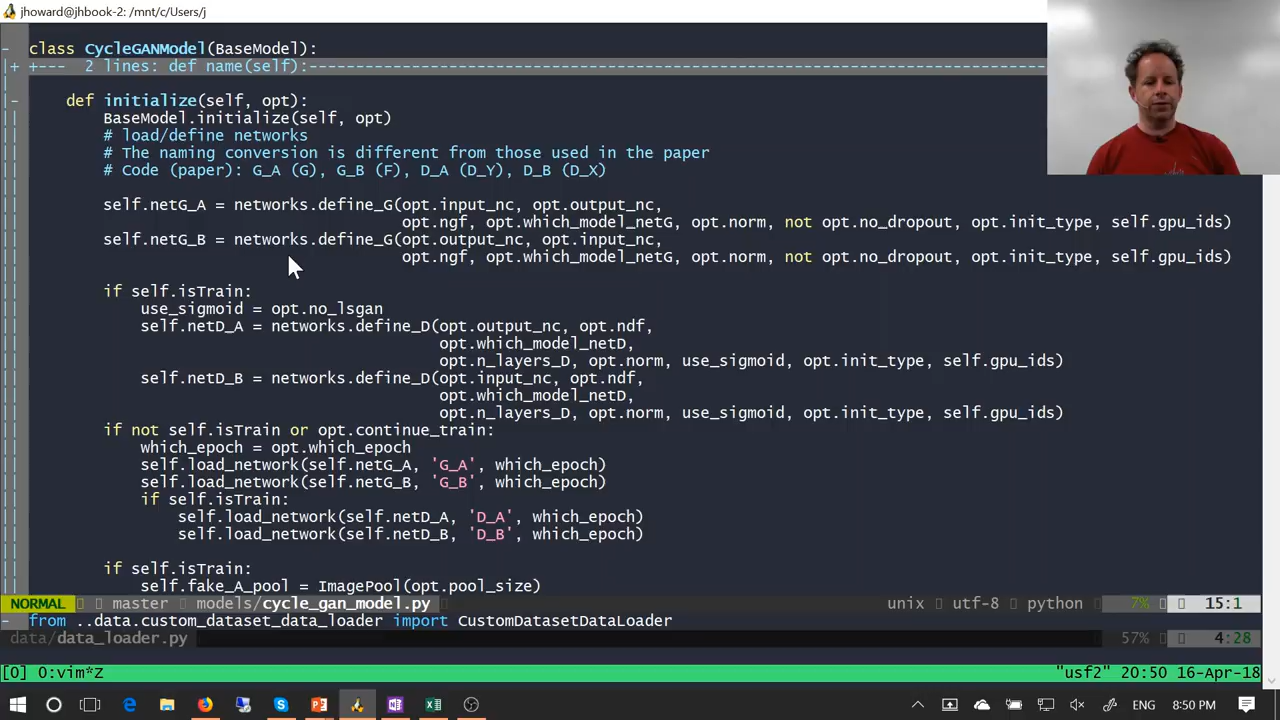 jhoward@jhbook-2: /mnt/c/Users/j
- class CycleGANModel(BaseModel):
|+ +--- 2 lines: def name(self):----------------------------------------------------------------
- def initialize(self, opt):
BaseModel.initialize(self, opt)
# load/define networks
# The naming conversion is different from those used in the paper
# Code (paper): G_A (G), G_B (F), D_A (D_Y), D_B (D_X)
self.netG_A = networks.define_G(opt.input_nc, opt.output_nc,
opt.ngf, opt.which_model_netG, opt.norm, not opt.no_dropout, opt.init_type, self.gpu_ids)
self.netG_B = networks.define_G(opt.output_nc, opt.input_nc,
opt.ngf, opt.which_model_netG, opt.norm, not opt.no_dropout, opt.init_type, self.gpu_ids)
if self.isTrain:
use_sigmoid = opt.no_lsgan
self.netD_A = networks.define_D(opt.output_nc, opt.ndf,
opt.which_model_netD,
opt.n_layers_D, opt.norm, use_sigmoid, opt.init_type, self.gpu_ids)
self.netD_B = networks.define_D(opt.input_nc, opt.ndf,
opt.which_model_netD,
opt.n_layers_D, opt.norm, use_sigmoid, opt.init_type, self.gpu_ids)
if not self.isTrain or opt.continue_train:
which_epoch = opt.which_epoch
self.load_network(self.netG_A, 'G_A', which_epoch)
self.load_network(self.netG_B, 'G_B', which_epoch)
if self.isTrain:
self.load_network(self.netD_A, 'D_A', which_epoch)
self.load_network(self.netD_B, 'D_B', which_epoch)
if self.isTrain:
self.fake_A_pool = ImagePool(opt.pool_size)
NORMAL master models/cycle_gan_model.py unix utf-8 python 7% 15:1
- from ..data.custom_dataset_data_loader import CustomDatasetDataLoader
data/data_loader.py 57% 4:28
[0] 0:vim*Z "usf2" 20:50 16-Apr-18
ENG 8:50 PM